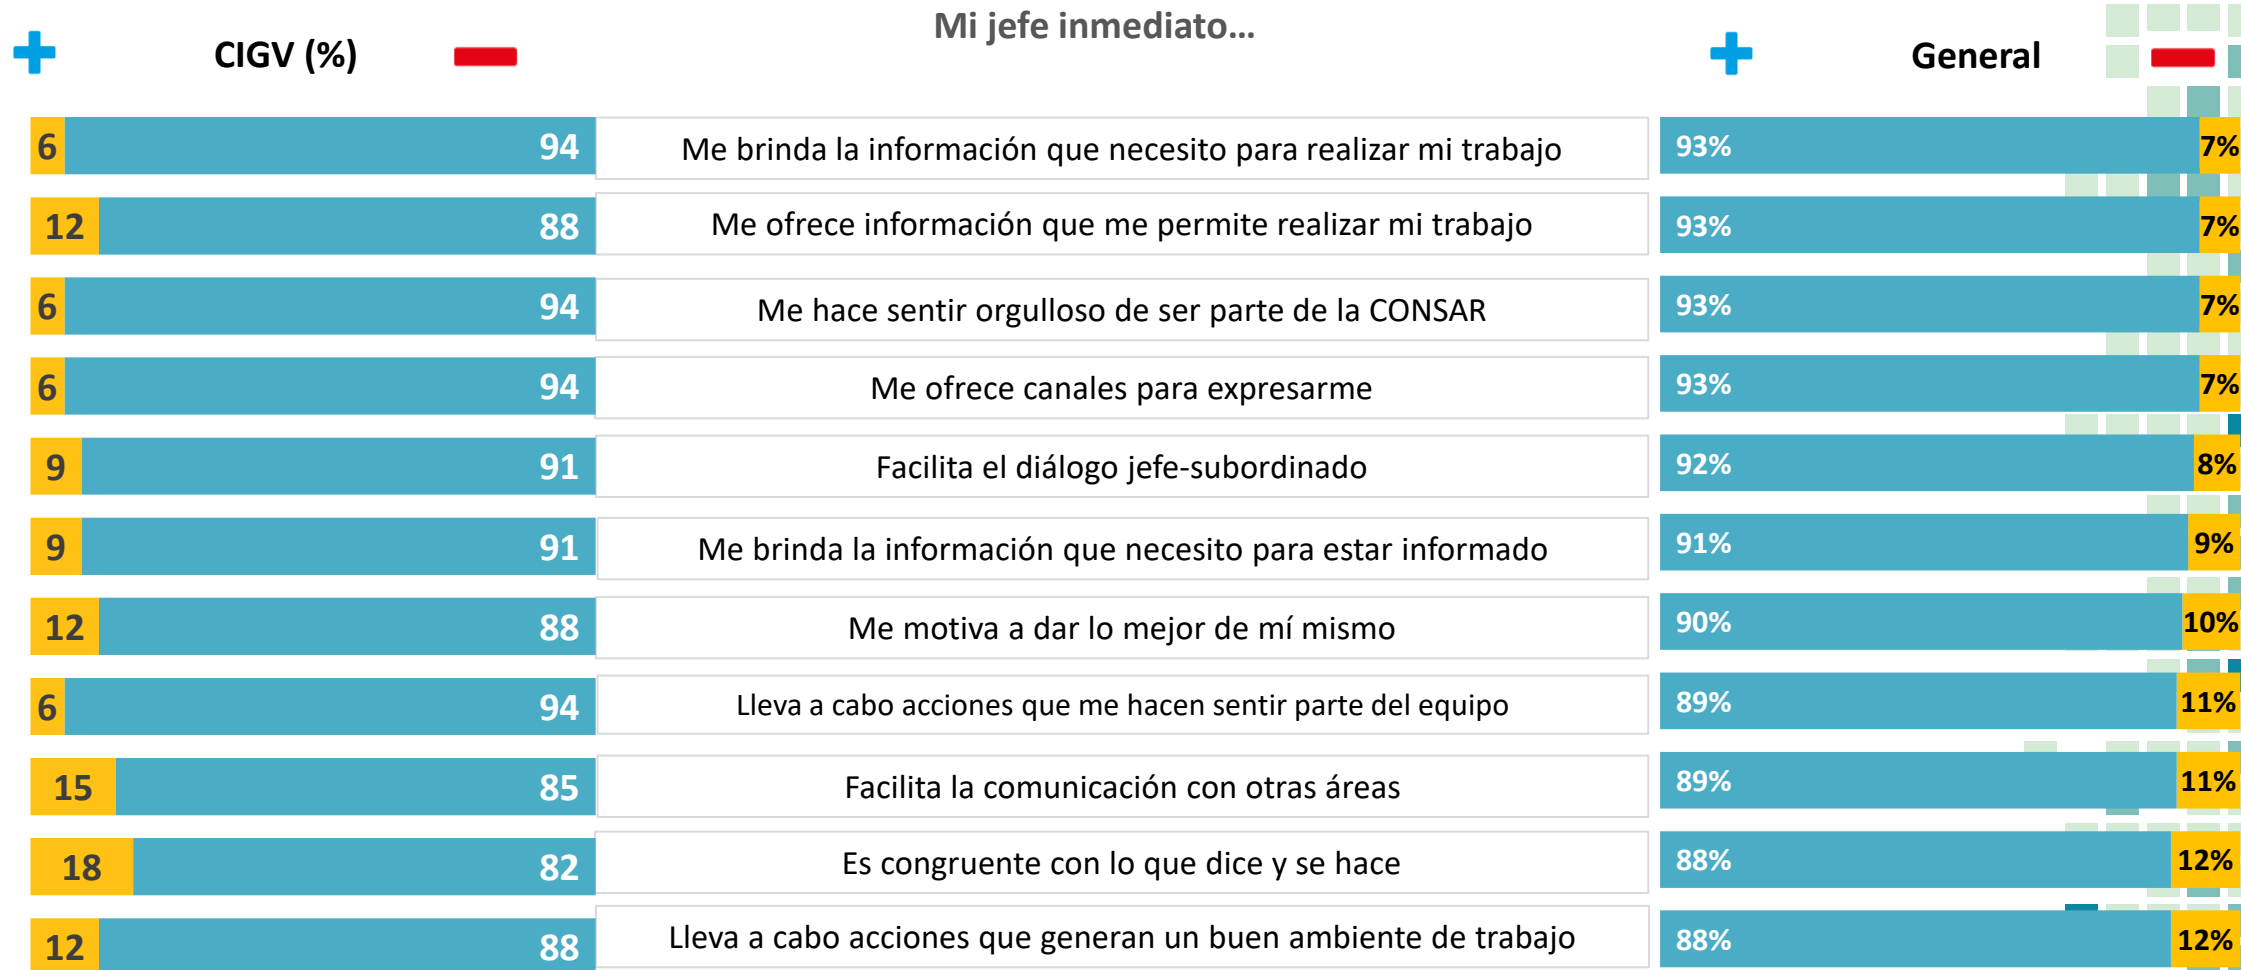 Mi jefe inmediato...
CIGV (%)
General
6 94 Me brinda la información que necesito para realizar mi trabajo 93% 7%
12 88 Me ofrece información que me permite realizar mi trabajo 93% 7%
6 94 Me hace sentir orgulloso de ser parte de la CONSAR 93% 7%
6 94 Me ofrece canales para expresarme 93% 7%
9 91 Facilita el diálogo jefe-subordinado 92% 8%
9 91 Me brinda la información que necesito para estar informado 91% 9%
12 88 Me motiva a dar lo mejor de mí mismo 90% 10%
6 94 Lleva a cabo acciones que me hacen sentir parte del equipo 89% 11%
15 85 Facilita la comunicación con otras áreas 89% 11%
18 82 Es congruente con lo que dice y se hace 88% 12%
12 88 Lleva a cabo acciones que generan un buen ambiente de trabajo 88% 12%